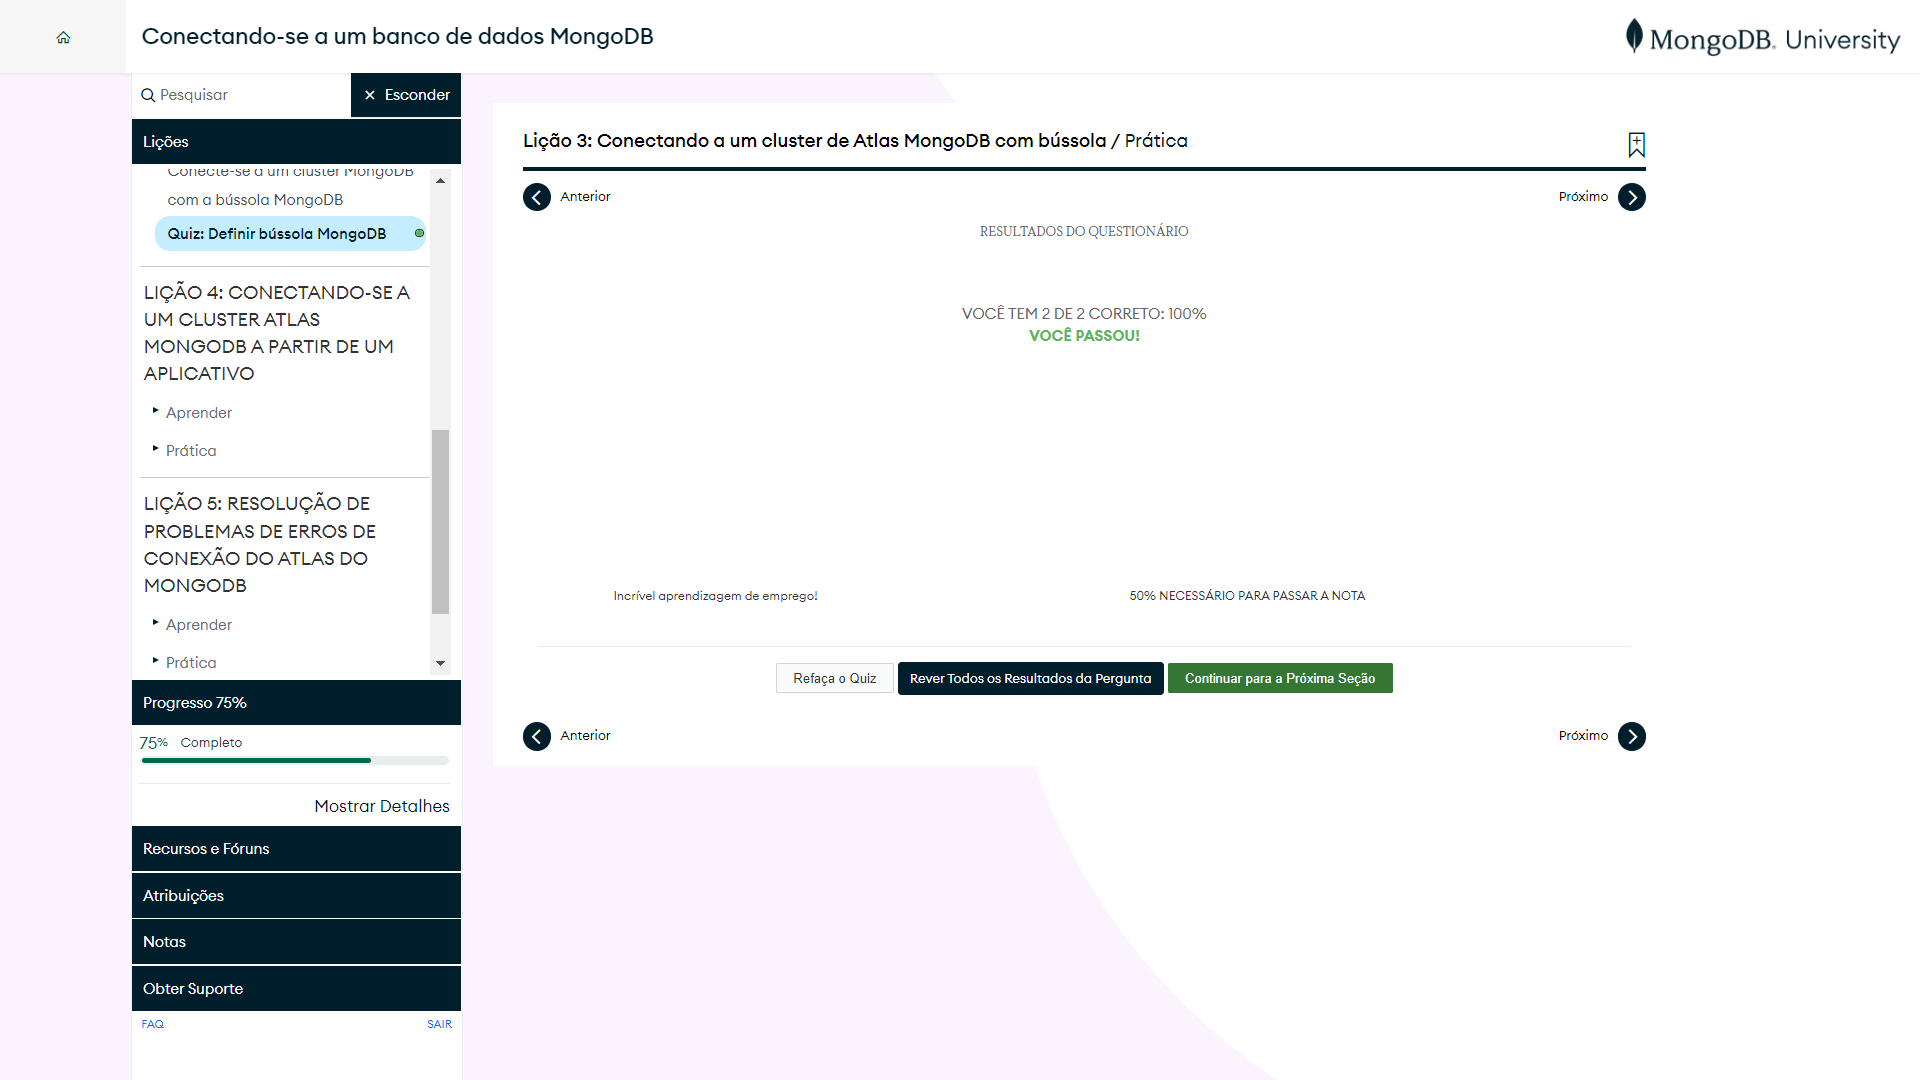 Conectando-se a um banco de dados MongoDB
MongoDB. University
Pesquisar
Esconder
Lições
Conecte-se a um cluster MongoDB
com a bússola MongoDB
Quiz: Definir bússola MongoDB
LIÇÃO 4: CONECTANDO-SE A
UM CLUSTER ATLAS
MONGODB A PARTIR DE UM
APLICATIVO
Aprender
Prática
LIÇÃO 5: RESOLUÇÃO DE
PROBLEMAS DE ERROS DE
CONEXÃO DO ATLAS DO
MONGODB
Aprender
Prática
Progresso 75%
75% Completo
Mostrar Detalhes
Recursos e Fóruns
Atribuições
Notas
Obter Suporte
FAQ
SAIR
Lição 3: Conectando a um cluster de Atlas MongoDB com bússola / Prática
Anterior
Próximo
RESULTADOS DO QUESTIONÁRIO
VOCÊ TEM 2 DE 2 CORRETO: 100%
VOCÊ PASSOU!
Incrível aprendizagem de emprego!
50% NECESSÁRIO PARA PASSAR A NOTA
Refaça o Quiz
Rever Todos os Resultados da Pergunta
Continuar para a Próxima Seção
Anterior
Próximo